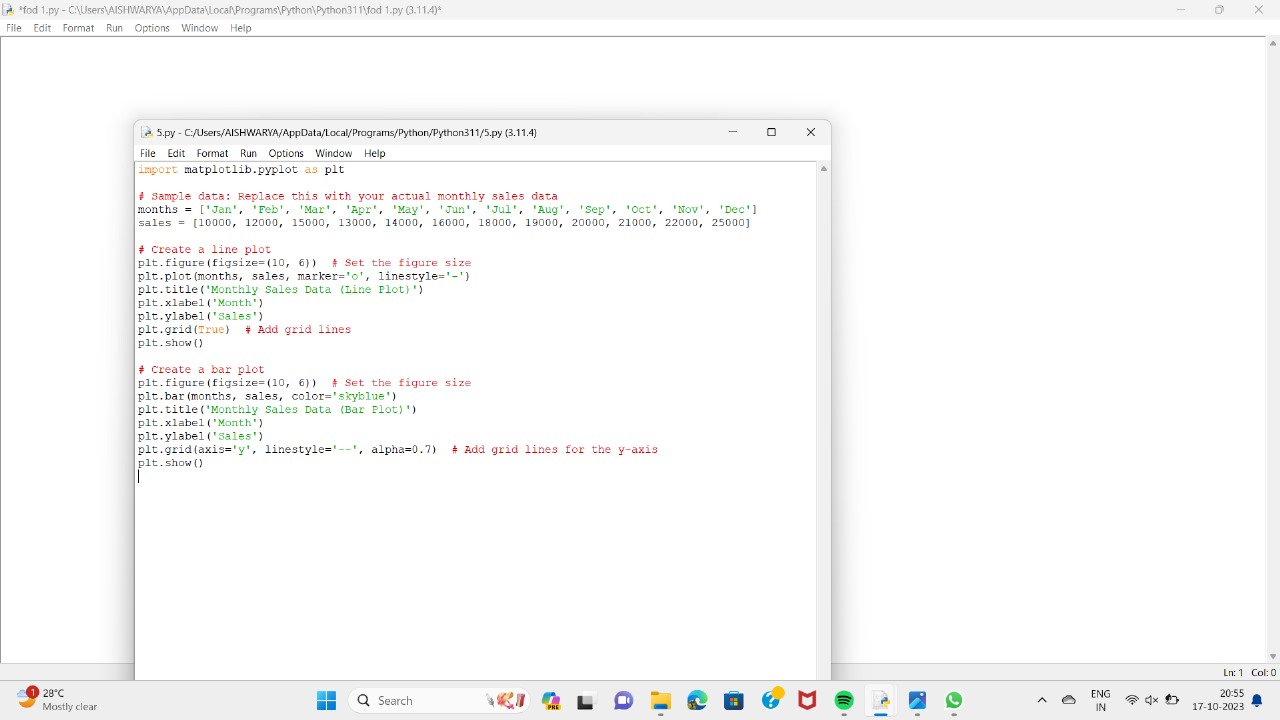 *fod 1.py - C:\Users\AISHWARYA\AppData\Local\Programs\Python\Python311\fod 1.py (3.11.4)*
File Edit Format Run Options Window Help
5.py - C:/Users/AISHWARYA/AppData/Local/Programs/Python/Python311/5.py (3.11.4)
File Edit Format Run Options Window Help
import matplotlib.pyplot as plt
# Sample data: Replace this with your actual monthly sales data
months = ['Jan', 'Feb', 'Mar', 'Apr', 'May', 'Jun', 'Jul', 'Aug', 'Sep', 'Oct', 'Nov', 'Dec']
sales = [10000, 12000, 15000, 13000, 14000, 16000, 18000, 19000, 20000, 21000, 22000, 25000]
# Create a line plot
plt.figure(figsize=(10, 6))  # Set the figure size
plt.plot(months, sales, marker='o', linestyle='-')
plt.title('Monthly Sales Data (Line Plot)')
plt.xlabel('Month')
plt.ylabel('Sales')
plt.grid(True)  # Add grid lines
plt.show()
# Create a bar plot
plt.figure(figsize=(10, 6))  # Set the figure size
plt.bar(months, sales, color='skyblue')
plt.title('Monthly Sales Data (Bar Plot)')
plt.xlabel('Month')
plt.ylabel('Sales')
plt.grid(axis='y', linestyle='--', alpha=0.7)  # Add grid lines for the y-axis
plt.show()
Ln: 1 Col: 0
1
28°C
Mostly clear
Search
PRE
ENG
IN
20:55
17-10-2023